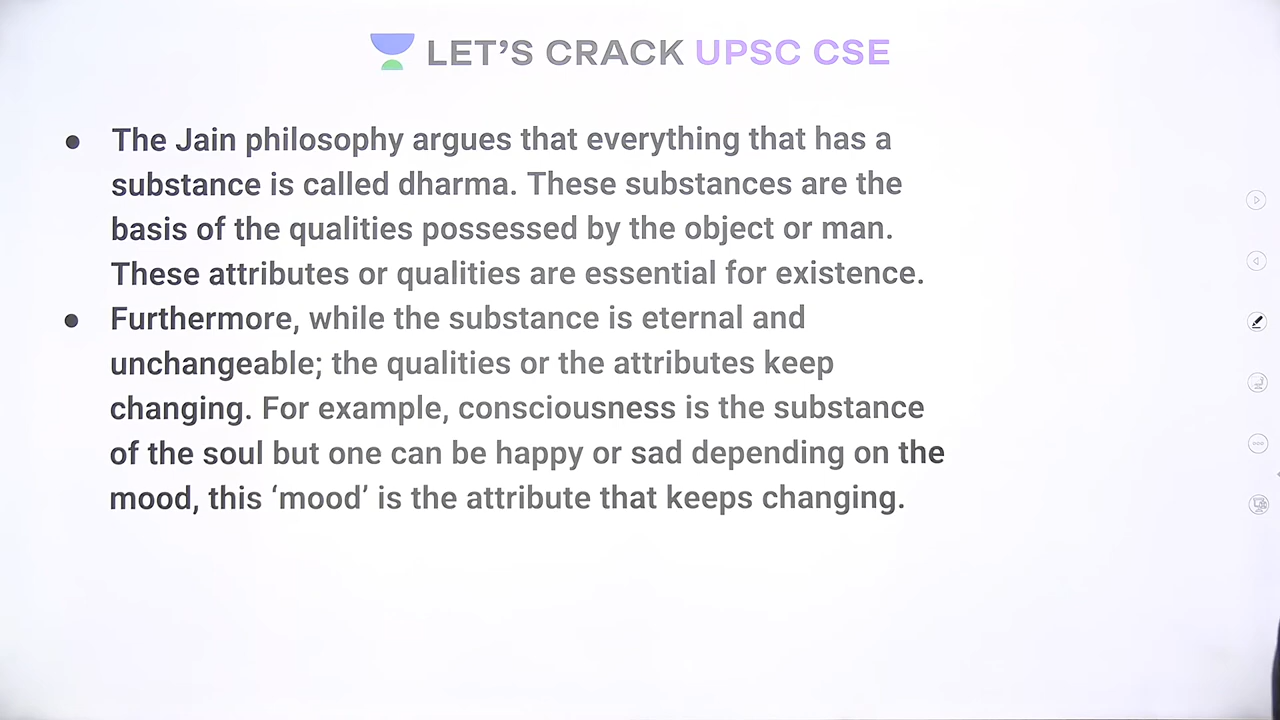 LET'S CRACK UPSC CSE
● The Jain philosophy argues that everything that has a
substance is called dharma. These substances are the
basis of the qualities possessed by the object or man.
These attributes or qualities are essential for existence.
● Furthermore, while the substance is eternal and
unchangeable; the qualities or the attributes keep
changing. For example, consciousness is the substance
of the soul but one can be happy or sad depending on the
mood, this ‘mood’ is the attribute that keeps changing.